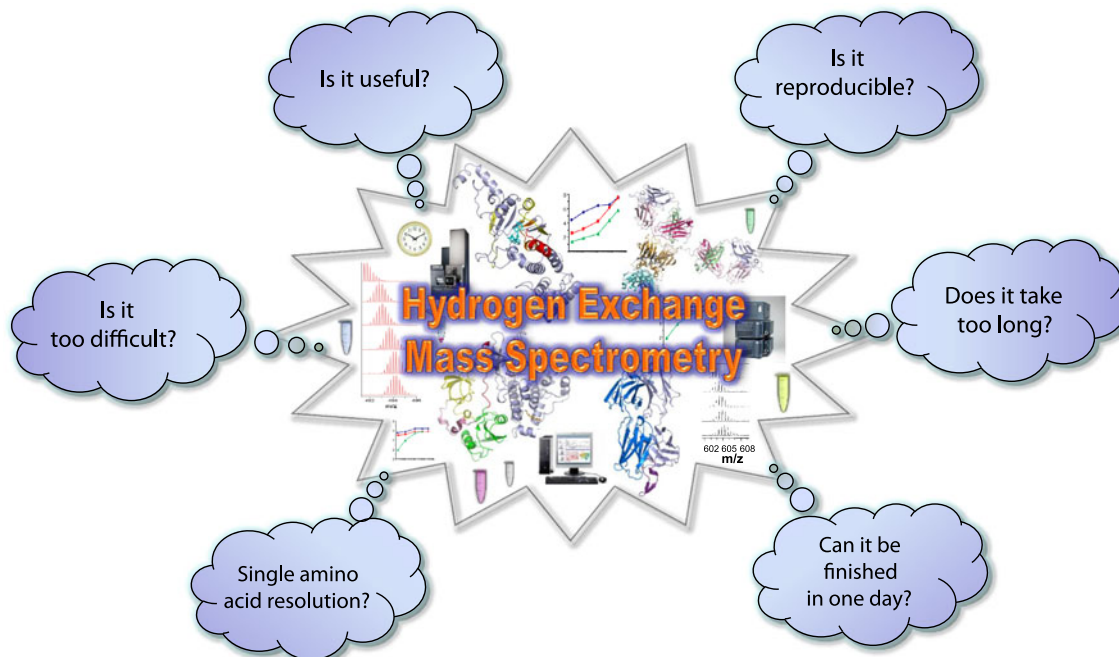 Is it useful?
Is it
reproducible?
Is it
too difficult?
Hydrogen Exchange
Mass Spectrometry
Does it take
too long?
602 605 608
m/z
m/z
Single amino
acid resolution?
Can it be
finished
in one day?